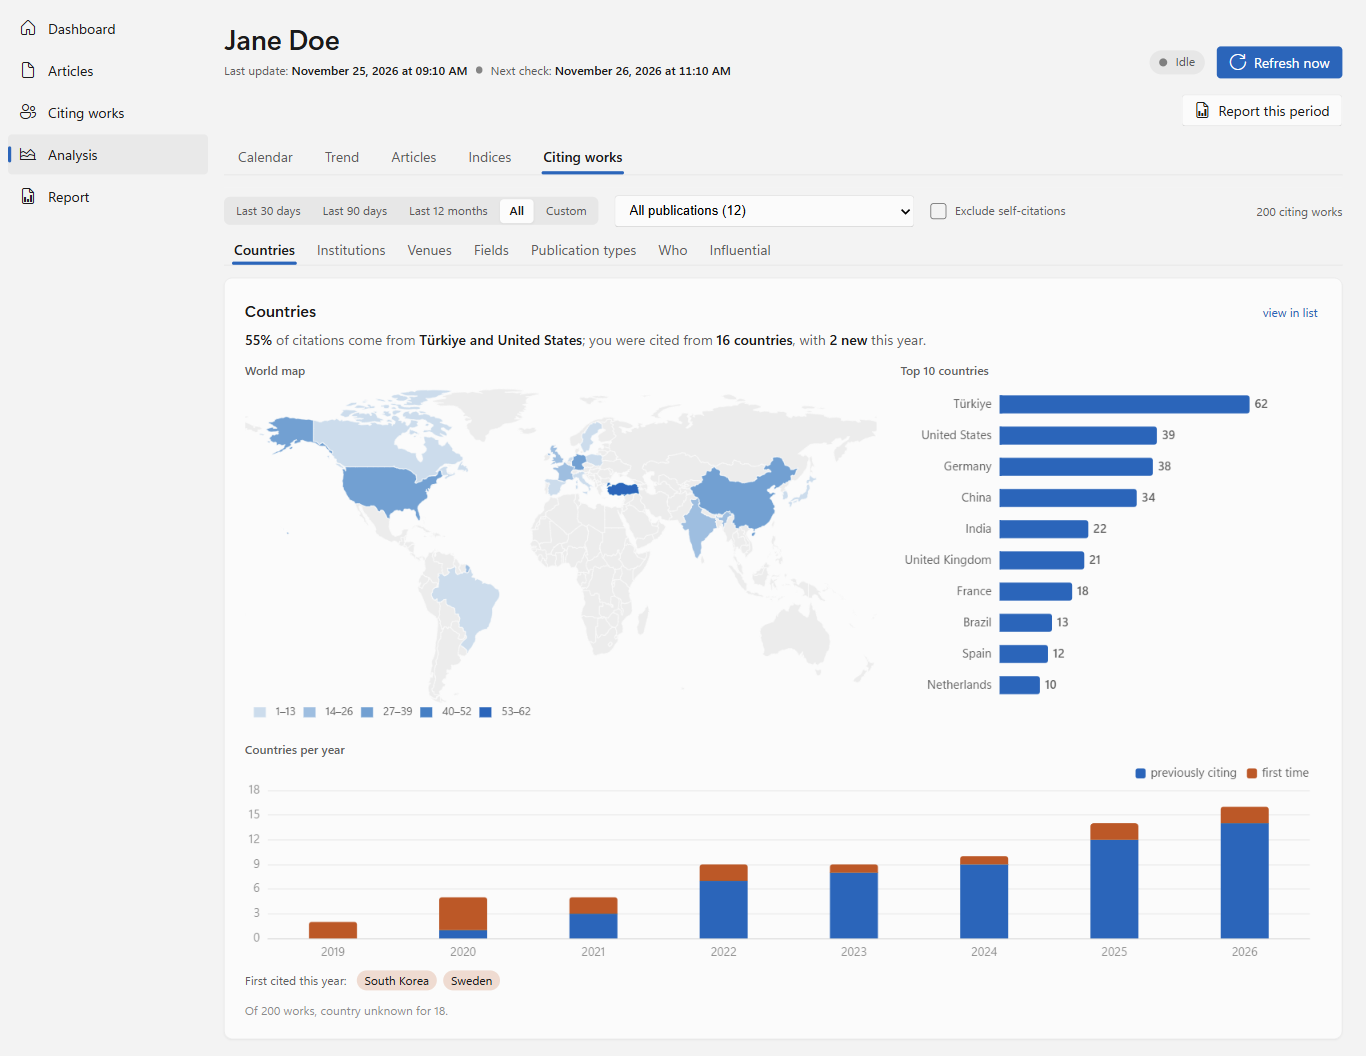 Dashboard
Articles
Citing works
Analysis
Report
Jane Doe
Last update: November 25, 2026 at 09:10 AM ● Next check: November 26, 2026 at 11:10 AM
Idle
Refresh now
Report this period
Calendar Trend Articles Indices Citing works
Last 30 days Last 90 days Last 12 months All Custom
All publications (12)
Exclude self-citations
200 citing works
Countries Institutions Venues Fields Publication types Who Influential
Countries
view in list
55% of citations come from Türkiye and United States; you were cited from 16 countries, with 2 new this year.
World map
1–13 14–26 27–39 40–52 53–62
Top 10 countries
Türkiye 62
United States 39
Germany 38
China 34
India 22
United Kingdom 21
France 18
Brazil 13
Spain 12
Netherlands 10
Countries per year
previously citing first time
18
15
12
9
6
3
0
2019 2020 2021 2022 2023 2024 2025 2026
First cited this year: South Korea Sweden
Of 200 works, country unknown for 18.